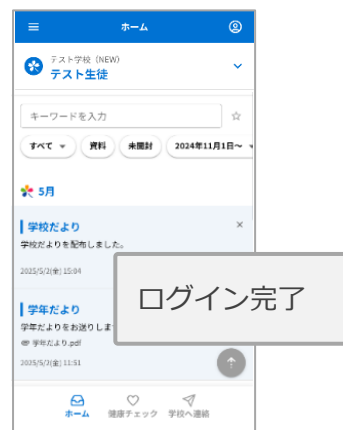 ホーム
テスト学校 (NEW)
テスト生徒
キーワードを入力
すべて 資料 未開封 2024年11月1日～
5月
学校だより
学校だよりを配布しました。
2025/5/2(金) 15:04
学年だより
学年だよりをお送りしま
学年だより.pdf
2025/5/2(金) 11:51
ログイン完了
ホーム 健康チェック 学校へ連絡